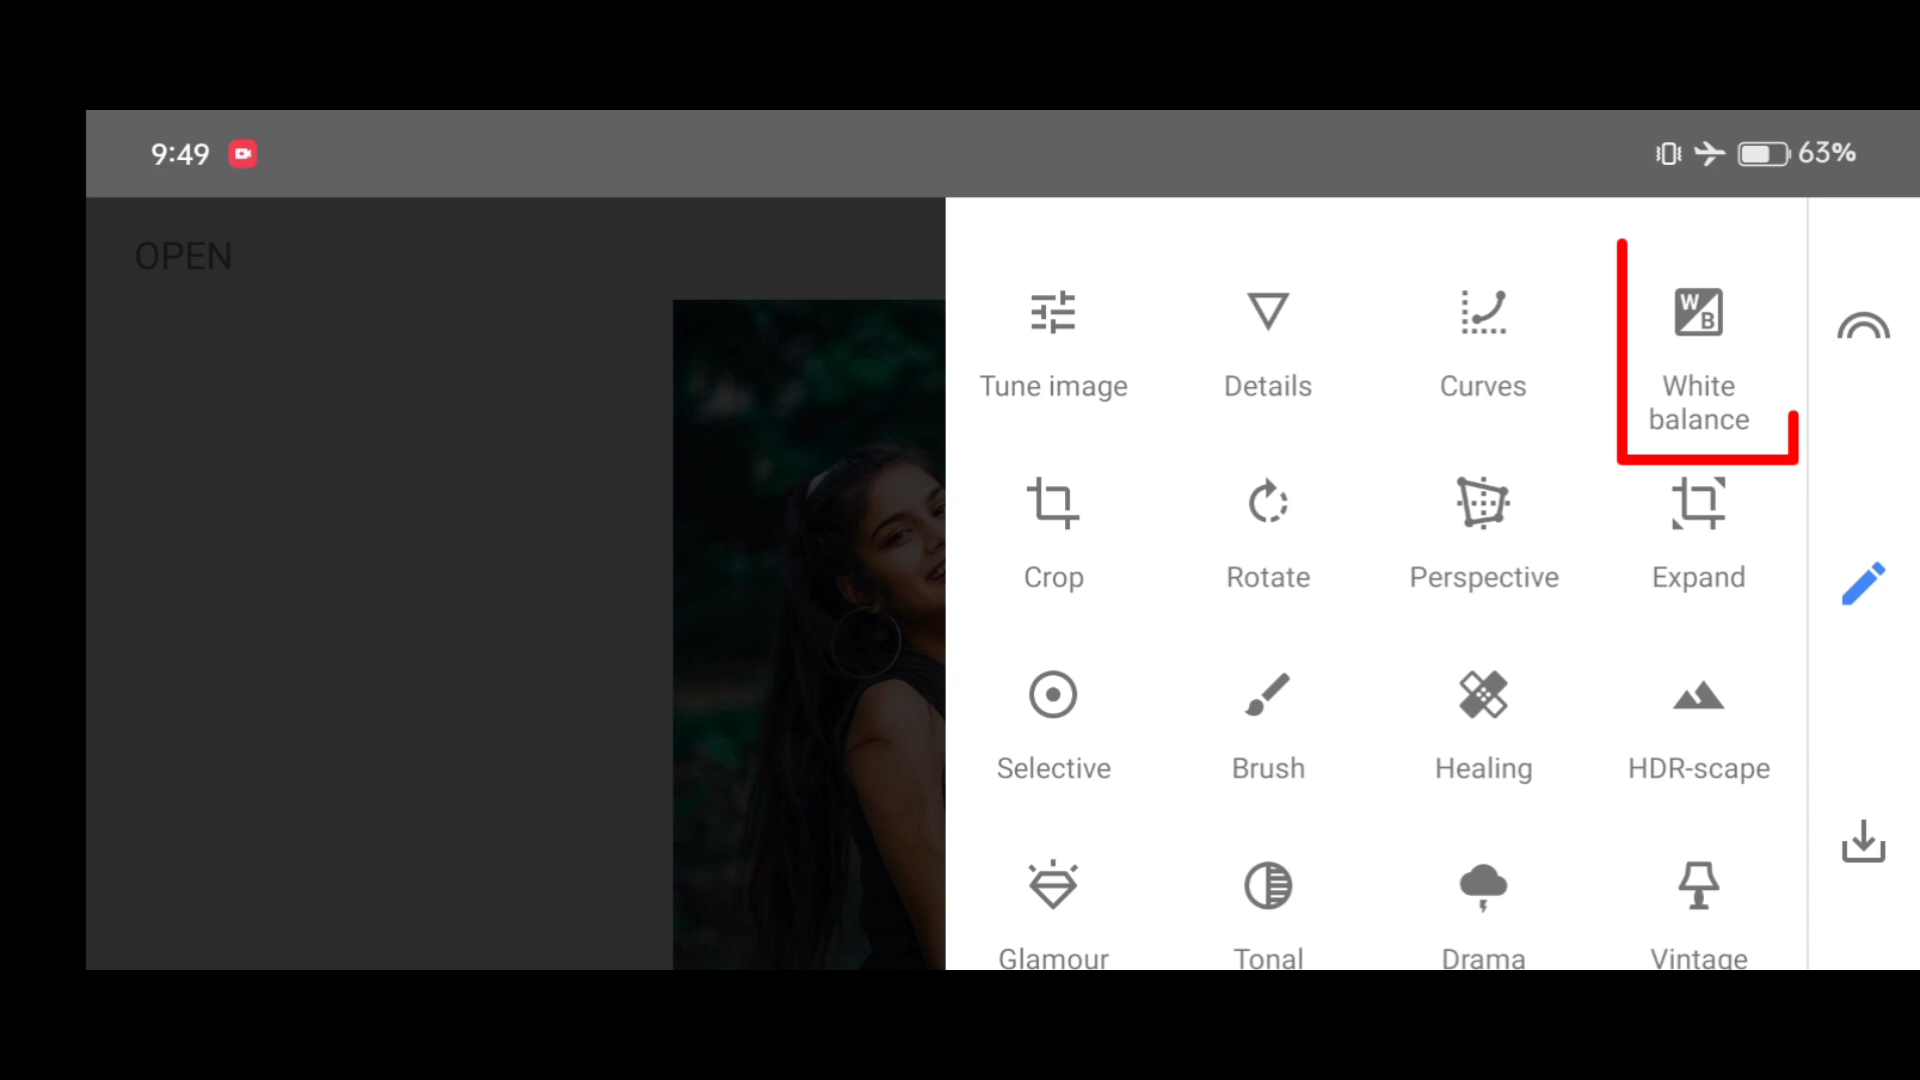 9:49
63%
OPEN
Tune image
Details
Curves
W
B
White
balance
Crop
Rotate
Perspective
Expand
Selective
Brush
Healing
HDR-scape
Glamour
Tonal
Drama
Vintage